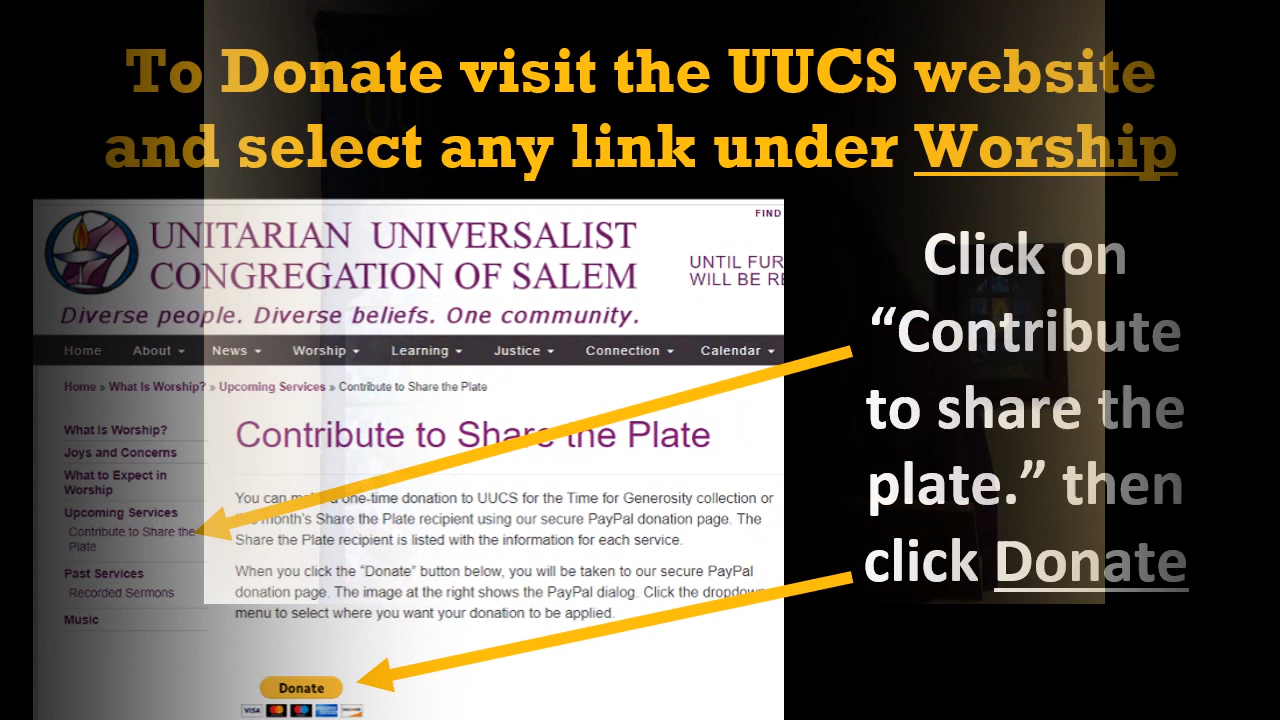 To Donate visit the UUCS website
and select any link under Worship
Click on
“Contribute
to share the
plate.” then
click Donate
FIND
UNITARIAN UNIVERSALIST
CONGREGATION OF SALEM
UNTIL FUR
WILL BE RE
Diverse people. Diverse beliefs. One community.
Home About News Worship Learning Justice Connection Calendar
Home » What Is Worship? » Upcoming Services » Contribute to Share the Plate
What Is Worship?
Joys and Concerns
What to Expect in
Worship
Upcoming Services
Contribute to Share the
Plate
Past Services
Recorded Sermons
Music
Contribute to Share the Plate
You can a one-time donation to UUCS for the Time for Generosity collection or
month’s Share the Plate recipient using our secure PayPal donation page. The
Share the Plate recipient is listed with the information for each service.
When you click the “Donate” button below, you will be taken to our secure PayPal
donation page. The image at the right shows the PayPal dialog. Click the dropdown
menu to select where you want your donation to be applied.
Donate
VISA